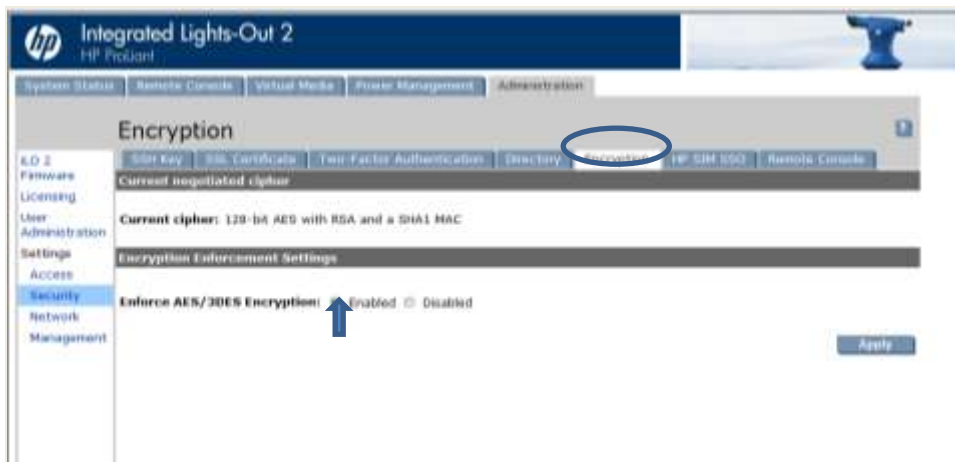 hp
Integrated Lights-Out 2
HP ProLiant
System Status Remote Console Virtual Media Power Management Administration
Encryption
?
SSH Key SSL Certificate Two-Factor Authentication Directory Encryption HP SIM SSO Remote Console
iLO 2
Firmware
Licensing
User
Administration
Settings
Access
Security
Network
Management
Current negotiated cipher
Current cipher: 128-bit AES with RSA and a SHA1 MAC
Encryption Enforcement Settings
Enforce AES/3DES Encryption: Enabled Disabled
Apply